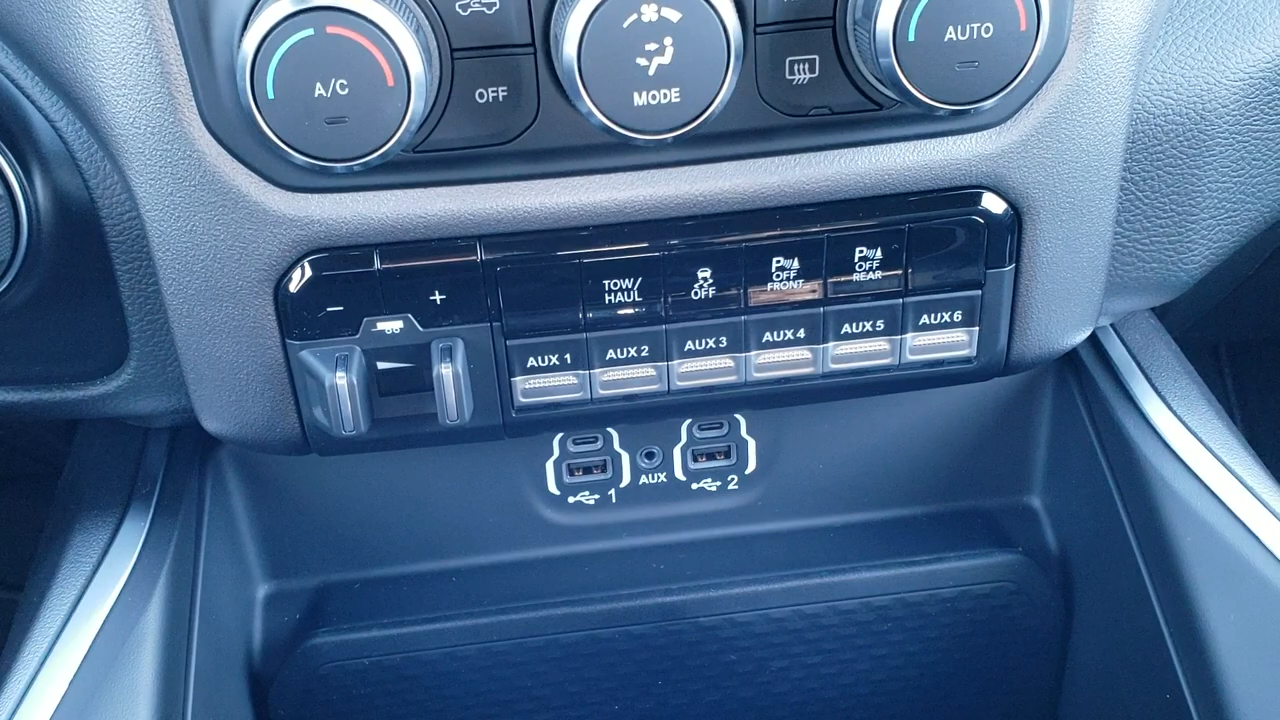 A/C
OFF
MODE
AUTO
- +
TOW/
HAUL
OFF
P
OFF
FRONT
P
OFF
REAR
AUX 1
AUX 2
AUX 3
AUX 4
AUX 5
AUX 6
1
AUX
2